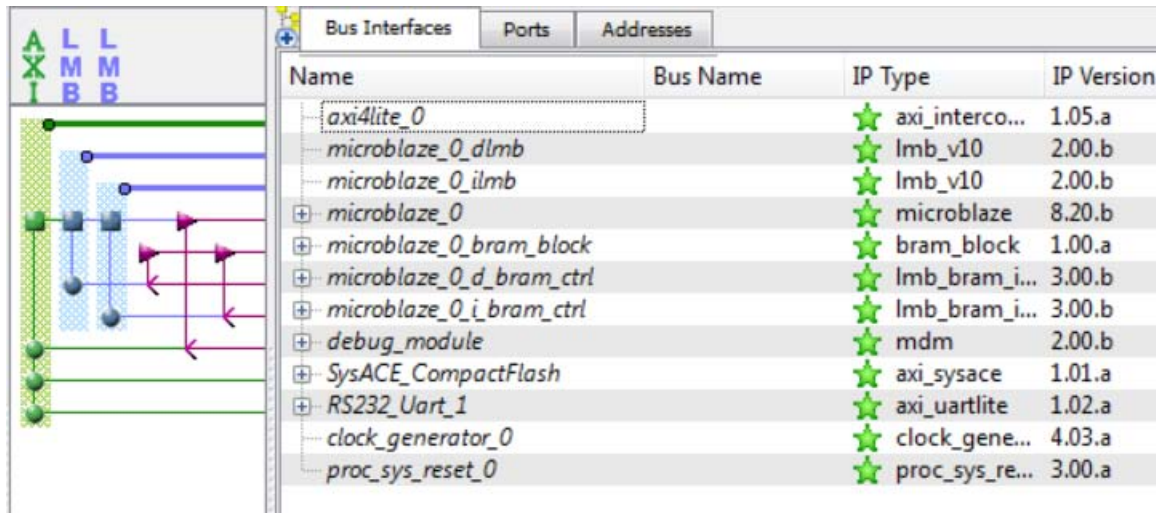 AXI LMB LMB
Bus Interfaces Ports Addresses
Name Bus Name IP Type IP Version
axi4lite_0 axi_interco... 1.05.a
microblaze_0_dlmb lmb_v10 2.00.b
microblaze_0_ilmb lmb_v10 2.00.b
microblaze_0 microblaze 8.20.b
microblaze_0_bram_block bram_block 1.00.a
microblaze_0_d_bram_ctrl lmb_bram_i... 3.00.b
microblaze_0_i_bram_ctrl lmb_bram_i... 3.00.b
debug_module mdm 2.00.b
SysACE_CompactFlash axi_sysace 1.01.a
RS232_Uart_1 axi_uartlite 1.02.a
clock_generator_0 clock_gene... 4.03.a
proc_sys_reset_0 proc_sys_re... 3.00.a